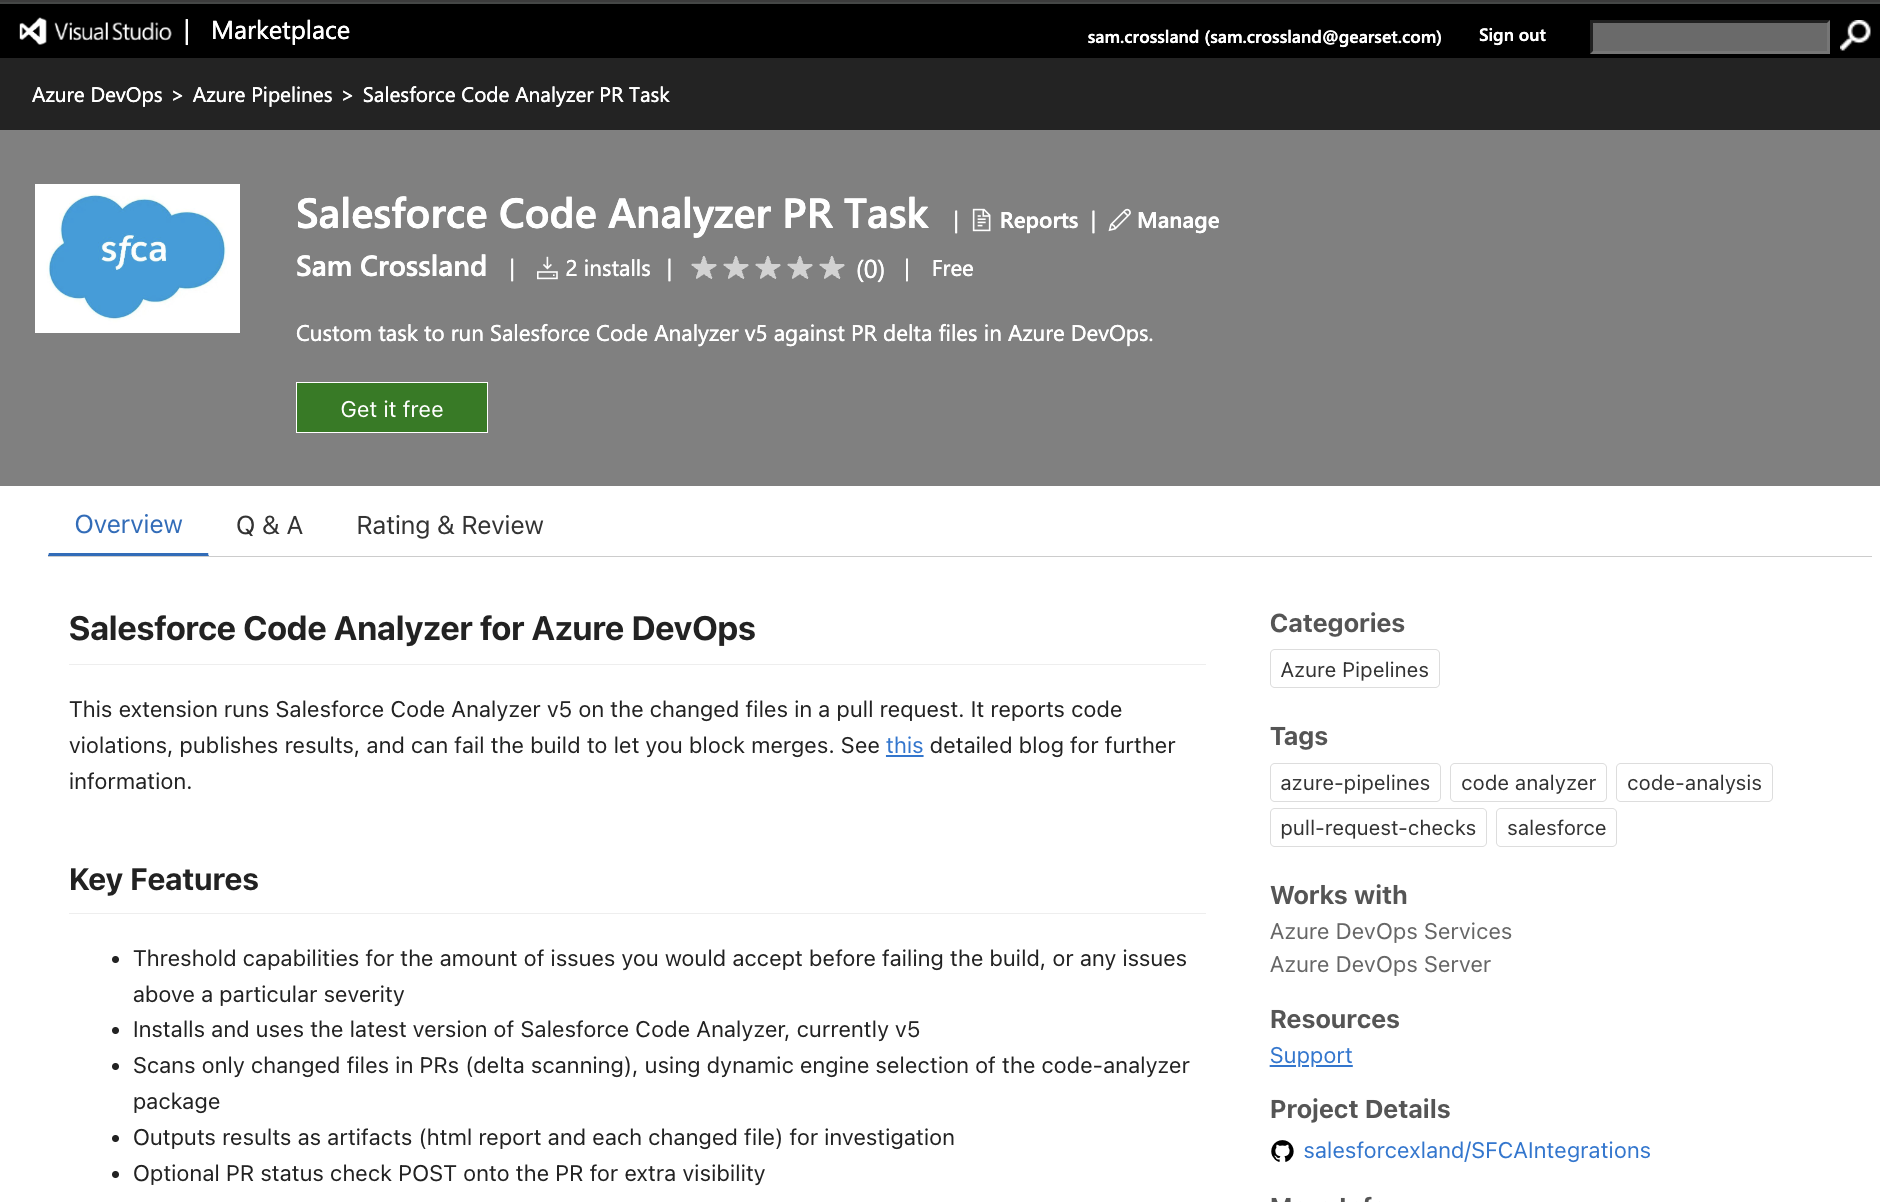 Visual Studio | Marketplace
sam.crossland (sam.crossland@gearset.com)
Sign out
Azure DevOps > Azure Pipelines > Salesforce Code Analyzer PR Task
sfca
Salesforce Code Analyzer PR Task | Reports | Manage
Sam Crossland | 2 installs | (0) | Free
Custom task to run Salesforce Code Analyzer v5 against PR delta files in Azure DevOps.
Get it free
Overview
Q & A
Rating & Review
Salesforce Code Analyzer for Azure DevOps
This extension runs Salesforce Code Analyzer v5 on the changed files in a pull request. It reports code
violations, publishes results, and can fail the build to let you block merges. See this detailed blog for further
information.
Key Features
• Threshold capabilities for the amount of issues you would accept before failing the build, or any issues
above a particular severity
• Installs and uses the latest version of Salesforce Code Analyzer, currently v5
• Scans only changed files in PRs (delta scanning), using dynamic engine selection of the code-analyzer
package
• Outputs results as artifacts (html report and each changed file) for investigation
• Optional PR status check POST onto the PR for extra visibility
Categories
Azure Pipelines
Tags
azure-pipelines
code analyzer
code-analysis
pull-request-checks
salesforce
Works with
Azure DevOps Services
Azure DevOps Server
Resources
Support
Project Details
salesforcexland/SFCAIntegrations